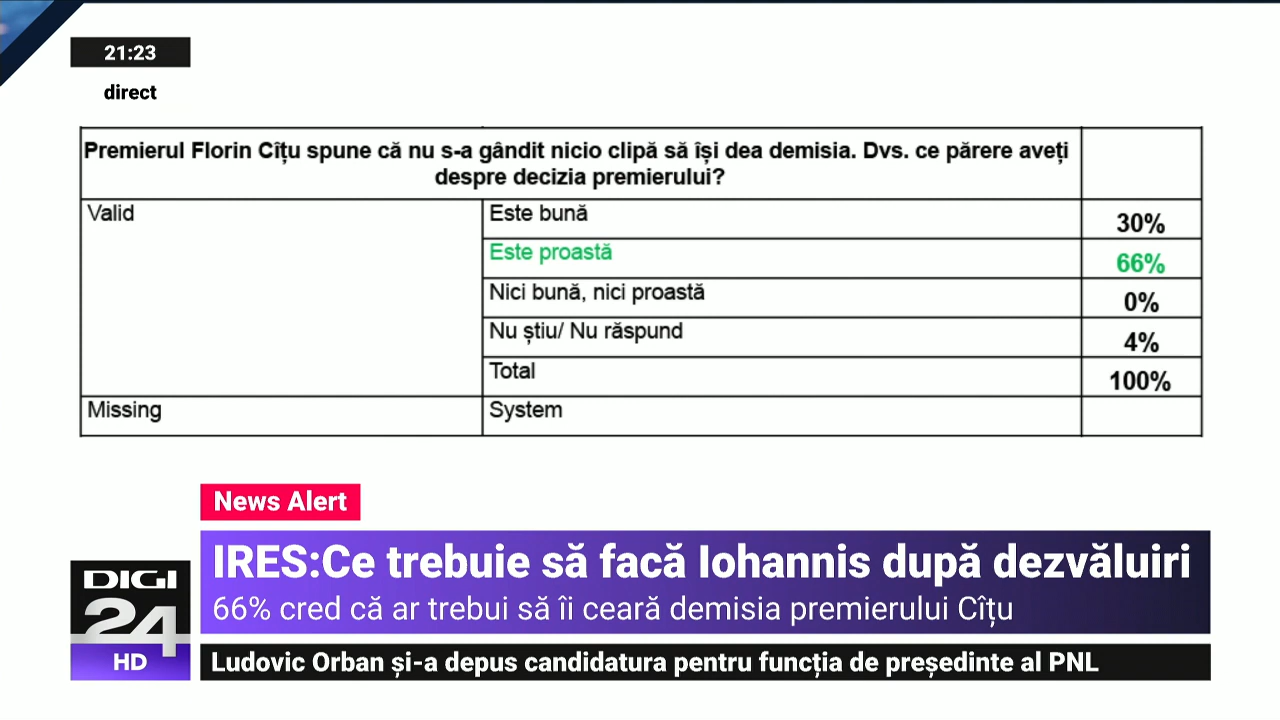 21:23
direct
Premierul Florin Cîțu spune că nu s-a gândit nicio clipă să își dea demisia. Dvs. ce părere aveți
despre decizia premierului?
Valid
Este bună
30%
Este proastă
66%
Nici bună, nici proastă
0%
Nu știu/ Nu răspund
4%
Total
100%
Missing
System
News Alert
IRES:Ce trebuie să facă Iohannis după dezvăluiri
66% cred că ar trebui să îi ceară demisia premierului Cîțu
DIGI
24
HD
Ludovic Orban și-a depus candidatura pentru funcția de președinte al PNL